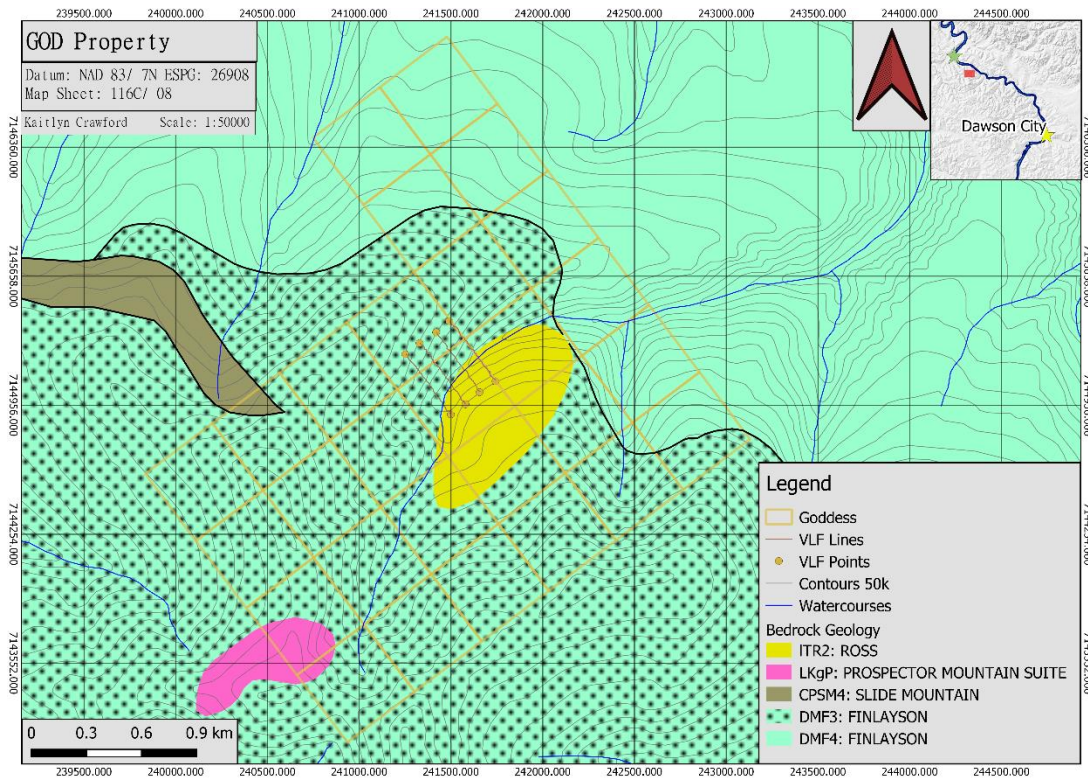 239500.000 240000.000 240500.000 241000.000 241500.000 242000.000 242500.000 243000.000 243500.000 244000.000 244500.000
GOD Property
Datum: NAD 83/ 7N ESPG: 26908
Map Sheet: 116C/ 08
Kaitlyn Crawford Scale: 1:50000
Dawson City
7146360.000
7145658.000
7144956.000
7144254.000
7143552.000
Legend
Goddess
VLF Lines
VLF Points
Contours 50k
Watercourses
Bedrock Geology
ITR2: ROSS
LKgP: PROSPECTOR MOUNTAIN SUITE
CPSM4: SLIDE MOUNTAIN
DMF3: FINLAYSON
DMF4: FINLAYSON
0 0.3 0.6 0.9 km
239500.000 240000.000 240500.000 241000.000 241500.000 242000.000 242500.000 243000.000 243500.000 244000.000 244500.000